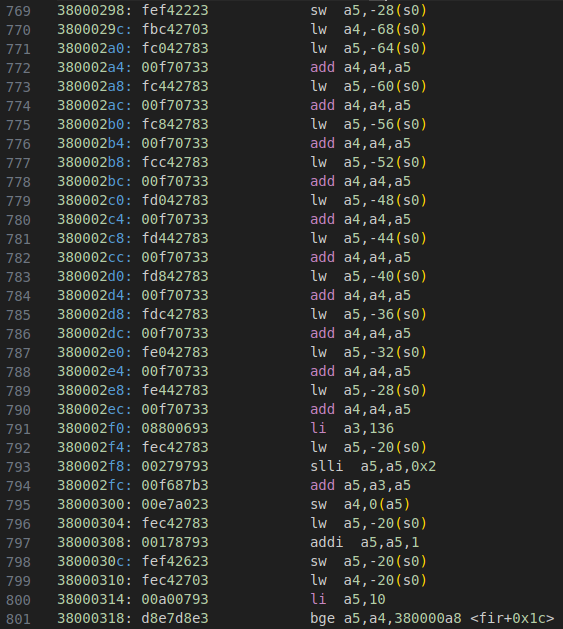 769 38000298: fef42223 sw a5,-28(s0)
770 3800029c: fbc42703 lw a4,-68(s0)
771 380002a0: fc042783 lw a5,-64(s0)
772 380002a4: 00f70733 add a4,a4,a5
773 380002a8: fc442783 lw a5,-60(s0)
774 380002ac: 00f70733 add a4,a4,a5
775 380002b0: fc842783 lw a5,-56(s0)
776 380002b4: 00f70733 add a4,a4,a5
777 380002b8: fcc42783 lw a5,-52(s0)
778 380002bc: 00f70733 add a4,a4,a5
779 380002c0: fd042783 lw a5,-48(s0)
780 380002c4: 00f70733 add a4,a4,a5
781 380002c8: fd442783 lw a5,-44(s0)
782 380002cc: 00f70733 add a4,a4,a5
783 380002d0: fd842783 lw a5,-40(s0)
784 380002d4: 00f70733 add a4,a4,a5
785 380002d8: fdc42783 lw a5,-36(s0)
786 380002dc: 00f70733 add a4,a4,a5
787 380002e0: fe042783 lw a5,-32(s0)
788 380002e4: 00f70733 add a4,a4,a5
789 380002e8: fe442783 lw a5,-28(s0)
790 380002ec: 00f70733 add a4,a4,a5
791 380002f0: 08800693 li a3,136
792 380002f4: fec42783 lw a5,-20(s0)
793 380002f8: 00279793 slli a5,a5,0x2
794 380002fc: 00f687b3 add a5,a3,a5
795 38000300: 00e7a023 sw a4,0(a5)
796 38000304: fec42783 lw a5,-20(s0)
797 38000308: 00178793 addi a5,a5,1
798 3800030c: fef42623 sw a5,-20(s0)
799 38000310: fec42703 lw a4,-20(s0)
800 38000314: 00a00793 li a5,10
801 38000318: d8e7d8e3 bge a5,a4,380000a8 <fir+0x1c>